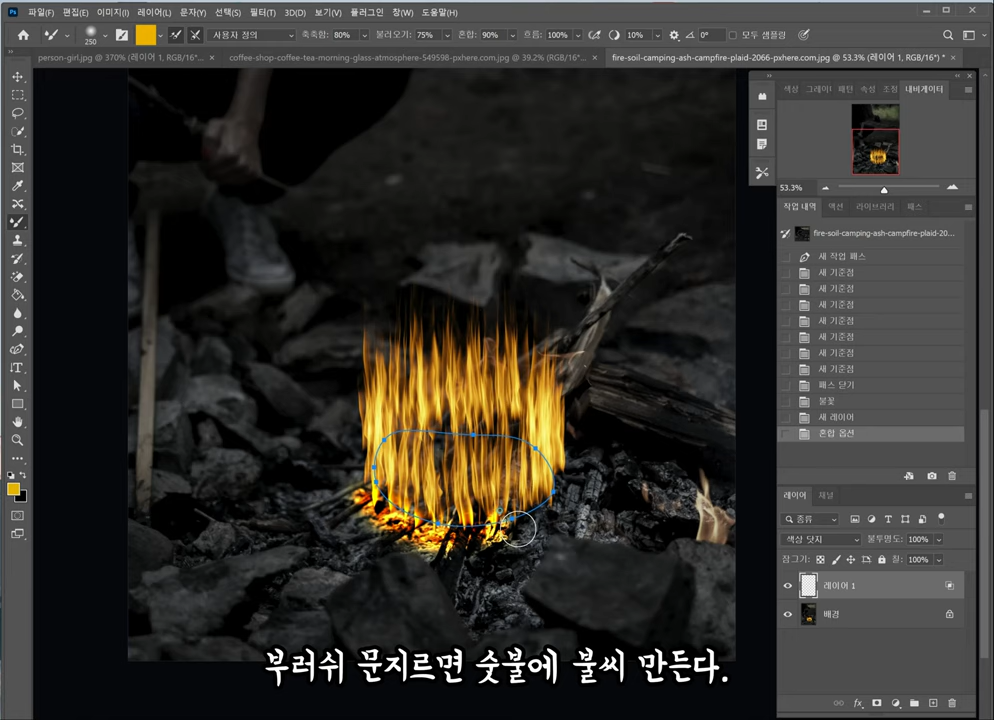 Ps 파일(F) 편집(E) 이미지(I) 레이어(L) 문자(Y) 선택(S) 필터(T) 3D(D) 보기(V) 플러그인 창(W) 도움말(H)
250 사용자 정의 축축함: 80% 불러오기: 75% 혼합: 90% 흐름: 100% 10% 0° 모두 샘플링
person-girl.jpg @ 370% (레이어 1, RGB/16*... × coffee-shop-coffee-tea-morning-glass-atmosphere-549598-pxhere.com.jpg @ 39.2% (레이어 1, RGB/16*... × fire-soil-camping-ash-campfire-plaid-2066-pxhere.com.jpg @ 53.3% (레이어 1, RGB/16*) * ×
색상 그레이디 패턴 속성 조정 내비게이터
53.3%
작업 내역 액션 라이브러리 패스
fire-soil-camping-ash-campfire-plaid-20...
새 작업 패스
새 기준점
새 기준점
새 기준점
새 기준점
새 기준점
새 기준점
새 기준점
패스 닫기
불꽃
새 레이어
혼합 옵션
레이어 채널
종류
색상 닷지 불투명도: 100%
잠그기: 칠: 100%
레이어 1
배경
fx
부러쉬 문지르면 숯불에 불씨 만든다.